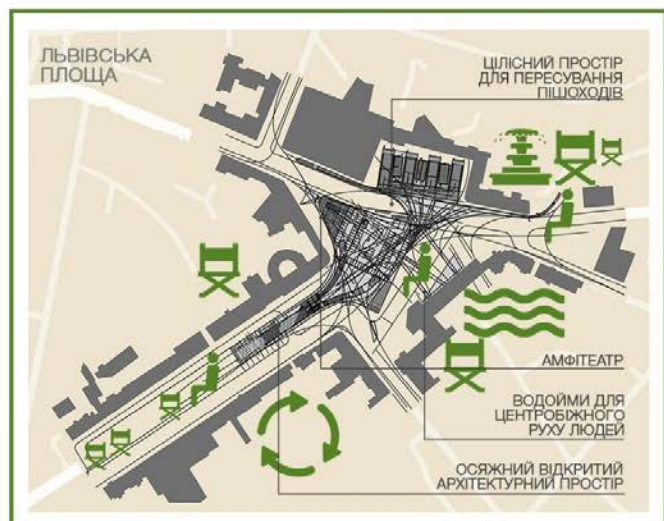 ЛЬВІВСЬКА
ПЛОЩА
ЦІЛІСНИЙ ПРОСТІР
ДЛЯ ПЕРЕСУВАННЯ
ПІШОХОДІВ
АМФІТЕАТР
ВОДОЙМИ ДЛЯ
ЦЕНТРОБІЖНОГО
РУХУ ЛЮДЕЙ
ОСЯЖНИЙ ВІДКРИТИЙ
АРХІТЕКТУРНИЙ ПРОСТІР